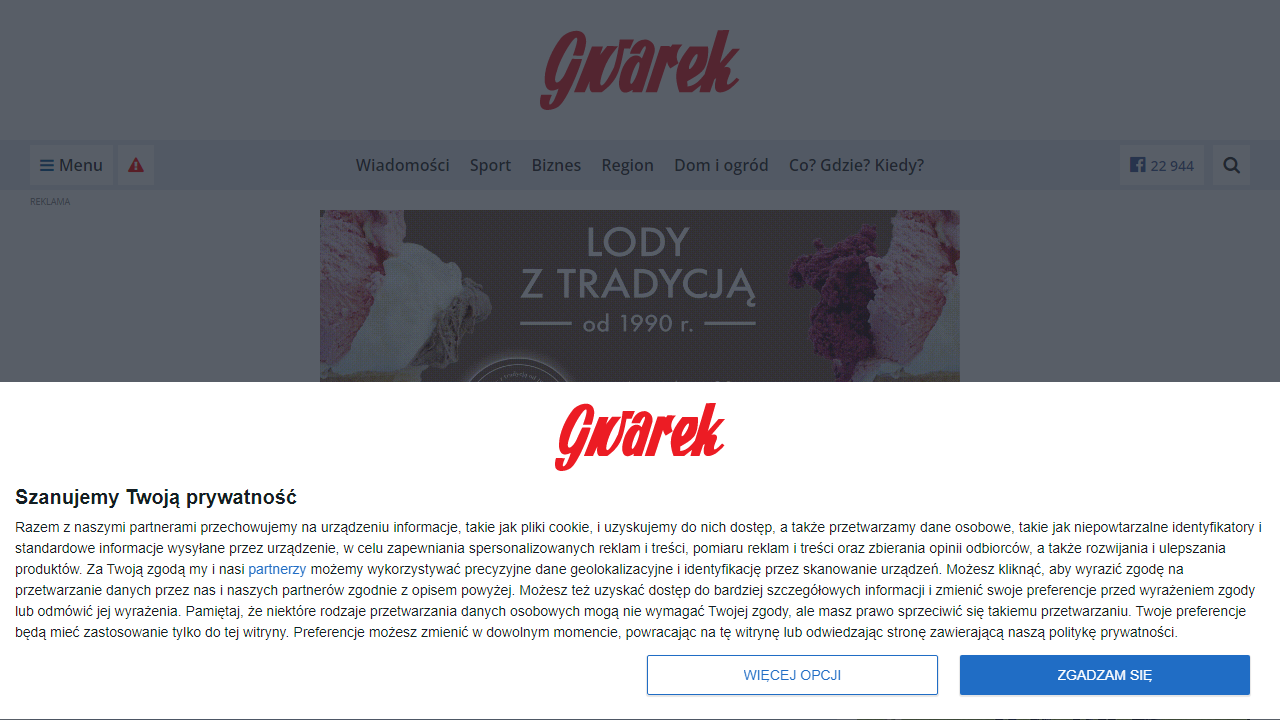 Gwarek
Menu
Wiadomości
Sport
Biznes
Region
Dom i ogród
Co? Gdzie? Kiedy?
22 944
REKLAMA
LODY
Z TRADYCJĄ
od 1990 r.
Gwarek
Szanujemy Twoją prywatność
Razem z naszymi partnerami przechowujemy na urządzeniu informacje, takie jak pliki cookie, i uzyskujemy do nich dostęp, a także przetwarzamy dane osobowe, takie jak niepowtarzalne identyfikatory i
standardowe informacje wysyłane przez urządzenie, w celu zapewniania spersonalizowanych reklam i treści, pomiaru reklam i treści oraz zbierania opinii odbiorców, a także rozwijania i ulepszania
produktów. Za Twoją zgodą my i nasi partnerzy możemy wykorzystywać precyzyjne dane geolokalizacyjne i identyfikację przez skanowanie urządzeń. Możesz kliknąć, aby wyrazić zgodę na
przetwarzanie danych przez nas i naszych partnerów zgodnie z opisem powyżej. Możesz też uzyskać dostęp do bardziej szczegółowych informacji i zmienić swoje preferencje przed wyrażeniem zgody
lub odmówić jej wyrażenia. Pamiętaj, że niektóre rodzaje przetwarzania danych osobowych mogą nie wymagać Twojej zgody, ale masz prawo sprzeciwić się takiemu przetwarzaniu. Twoje preferencje
będą mieć zastosowanie tylko do tej witryny. Preferencje możesz zmienić w dowolnym momencie, powracając na tę witrynę lub odwiedzając stronę zawierającą naszą politykę prywatności.
WIĘCEJ OPCJI
ZGADZAM SIĘ